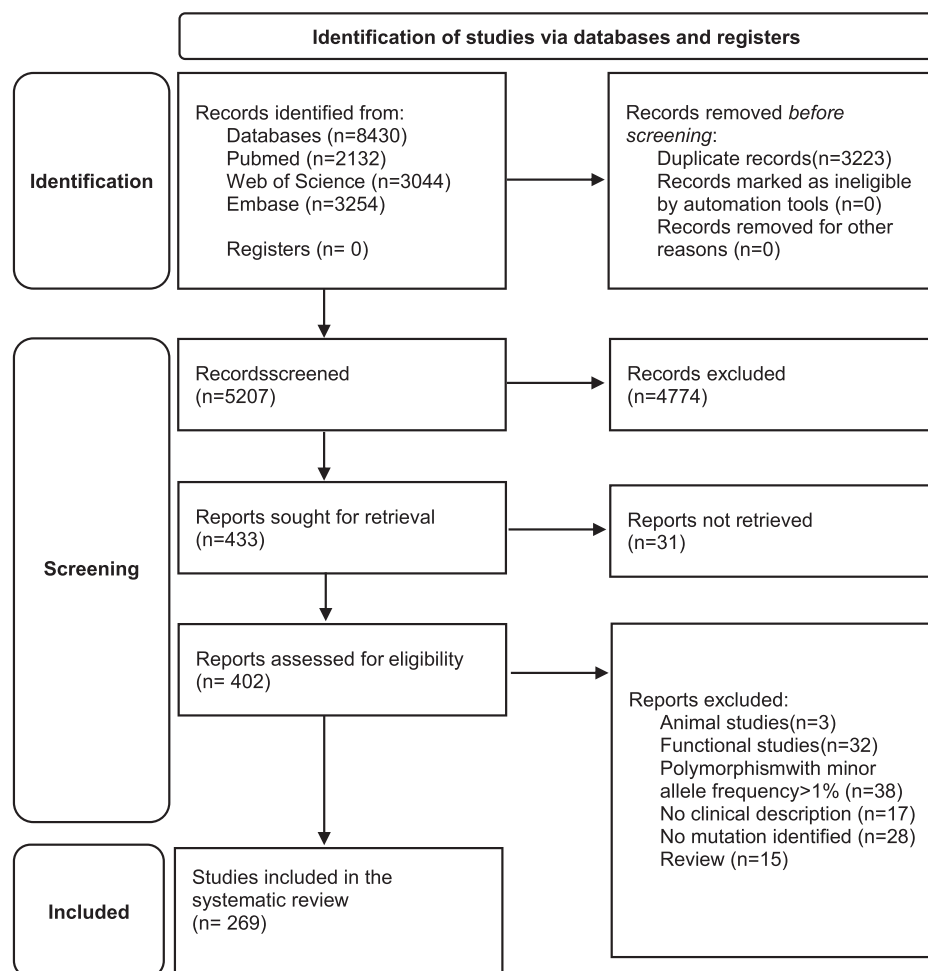 Identification of studies via databases and registers
Identification
Records identified from:
Databases (n=8430)
Pubmed (n=2132)
Web of Science (n=3044)
Embase (n=3254)
Registers (n= 0)
Records removed before
screening:
Duplicate records(n=3223)
Records marked as ineligible
by automation tools (n=0)
Records removed for other
reasons (n=0)
Screening
Recordsscreened
(n=5207)
Records excluded
(n=4774)
Reports sought for retrieval
(n=433)
Reports not retrieved
(n=31)
Reports assessed for eligibility
(n= 402)
Reports excluded:
Animal studies(n=3)
Functional studies(n=32)
Polymorphismwith minor
allele frequency>1% (n=38)
No clinical description (n=17)
No mutation identified (n=28)
Review (n=15)
Included
Studies included in the
systematic review
(n= 269)